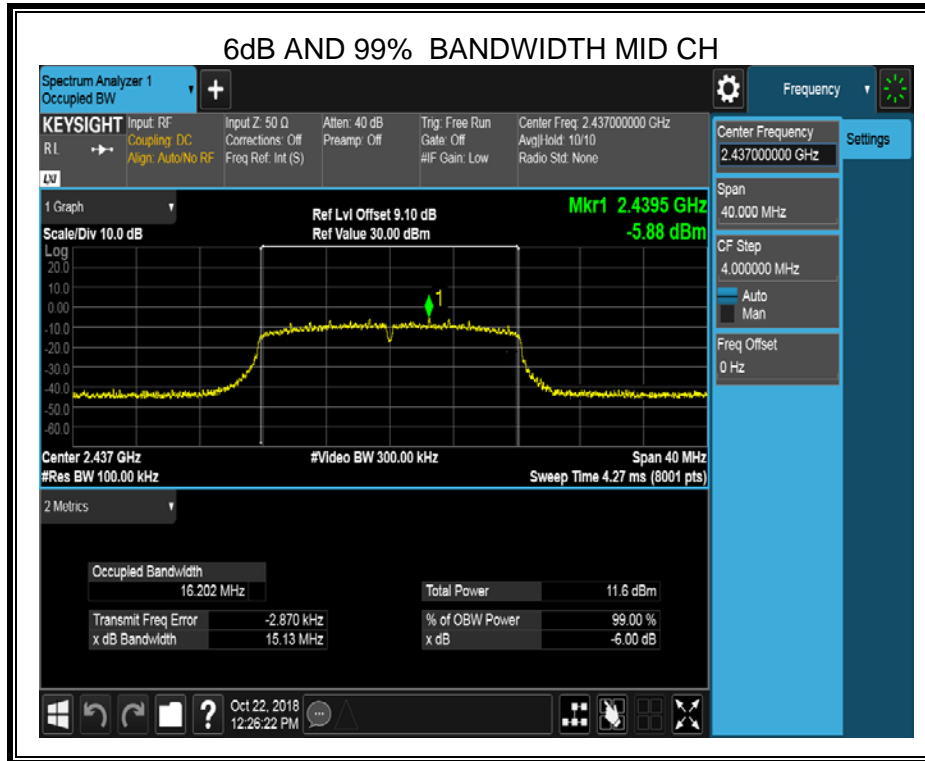 6dB AND 99%  BANDWIDTH MID CH
Spectrum Analyzer 1
Occupied BW
+
Frequency
KEYSIGHT
RL
LXI
Input: RF
Coupling: DC
Align: Auto/No RF
Input Z: 50 Ω
Corrections: Off
Freq Ref: Int (S)
Atten: 40 dB
Preamp: Off
Trig: Free Run
Gate: Off
#IF Gain: Low
Center Freq: 2.437000000 GHz
Avg|Hold: 10/10
Radio Std: None
Center Frequency
2.437000000 GHz
Settings
Span
40.000 MHz
CF Step
4.000000 MHz
Auto
Man
Freq Offset
0 Hz
1 Graph
Scale/Div 10.0 dB
Ref Lvl Offset 9.10 dB
Ref Value 30.00 dBm
Mkr1 2.4395 GHz
-5.88 dBm
Log
20.0
10.0
0.00
-10.0
-20.0
-30.0
-40.0
-50.0
-60.0
1
Center 2.437 GHz
#Video BW 300.00 kHz
Span 40 MHz
#Res BW 100.00 kHz
Sweep Time 4.27 ms (8001 pts)
2 Metrics
Occupied Bandwidth
16.202 MHz
Total Power 11.6 dBm
Transmit Freq Error -2.870 kHz
% of OBW Power 99.00 %
x dB Bandwidth 15.13 MHz
x dB -6.00 dB
?
Oct 22, 2018
12:26:22 PM